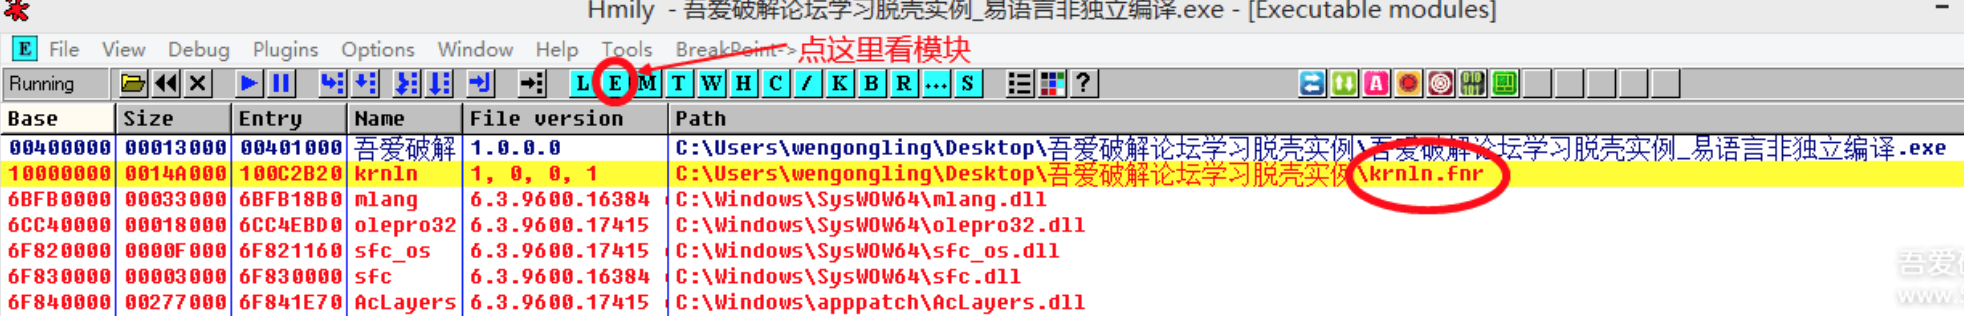 Hmily - 吾爱破解论坛学习脱壳实例_易语言非独立编译.exe - [Executable modules]
E File View Debug Plugins Options Window Help Tools BreakPoint-> 点这里看模块
Running L E M T W H C / K B R ... S ?
Base Size Entry Name File version Path
00400000 00013000 00401000 吾爱破解 1.0.0.0 C:\Users\wengongling\Desktop\吾爱破解论坛学习脱壳实例\吾爱破解论坛学习脱壳实例_易语言非独立编译.exe
10000000 0014A000 100C2B20 krnln 1, 0, 0, 1 C:\Users\wengongling\Desktop\吾爱破解论坛学习脱壳实例\krnln.fnr
6BFB0000 00033000 6BFB18B0 mlang 6.3.9600.16384 C:\Windows\SysWOW64\mlang.dll
6CC40000 00018000 6CC4EBD0 olepro32 6.3.9600.17415 C:\Windows\SysWOW64\olepro32.dll
6F820000 0000F000 6F821160 sfc_os 6.3.9600.17415 C:\Windows\SysWOW64\sfc_os.dll
6F830000 00003000 6F830000 sfc 6.3.9600.16384 C:\Windows\SysWOW64\sfc.dll
6F840000 00277000 6F841E70 AcLayers 6.3.9600.17415 C:\Windows\apppatch\AcLayers.dll
吾爱
www.